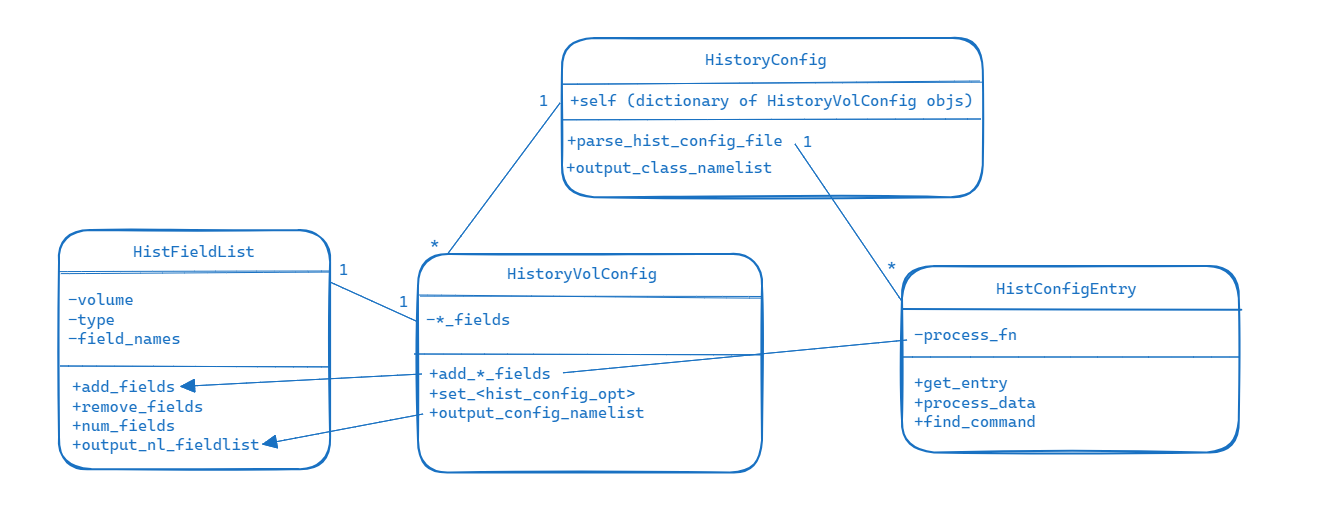 HistoryConfig
1
+self (dictionary of HistoryVolConfig objs)
+parse_hist_config_file
1
+output_class_namelist
*
*
HistFieldList
1
-volume
-type
-field_names
+add_fields
+remove_fields
+num_fields
+output_nl_fieldlist
HistoryVolConfig
1
-*_fields
+add_*_fields
+set_<hist_config_opt>
+output_config_namelist
HistConfigEntry
-process_fn
+get_entry
+process_data
+find_command